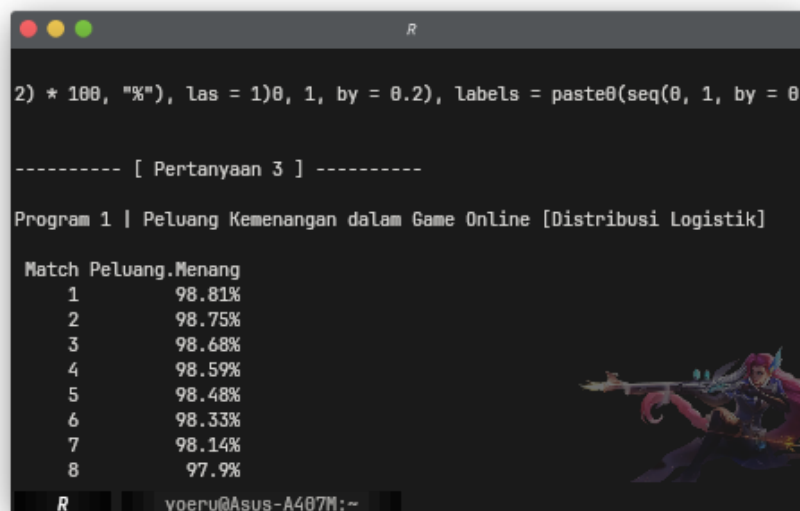 R
2) * 100, "%"), las = 1)0, 1, by = 0.2), labels = paste0(seq(0, 1, by = 0
---------- [ Pertanyaan 3 ] ----------
Program 1 | Peluang Kemenangan dalam Game Online [Distribusi Logistik]
Match Peluang.Menang
1 98.81%
2 98.75%
3 98.68%
4 98.59%
5 98.48%
6 98.33%
7 98.14%
8 97.9%
R yoeru@Asus-A407M:~